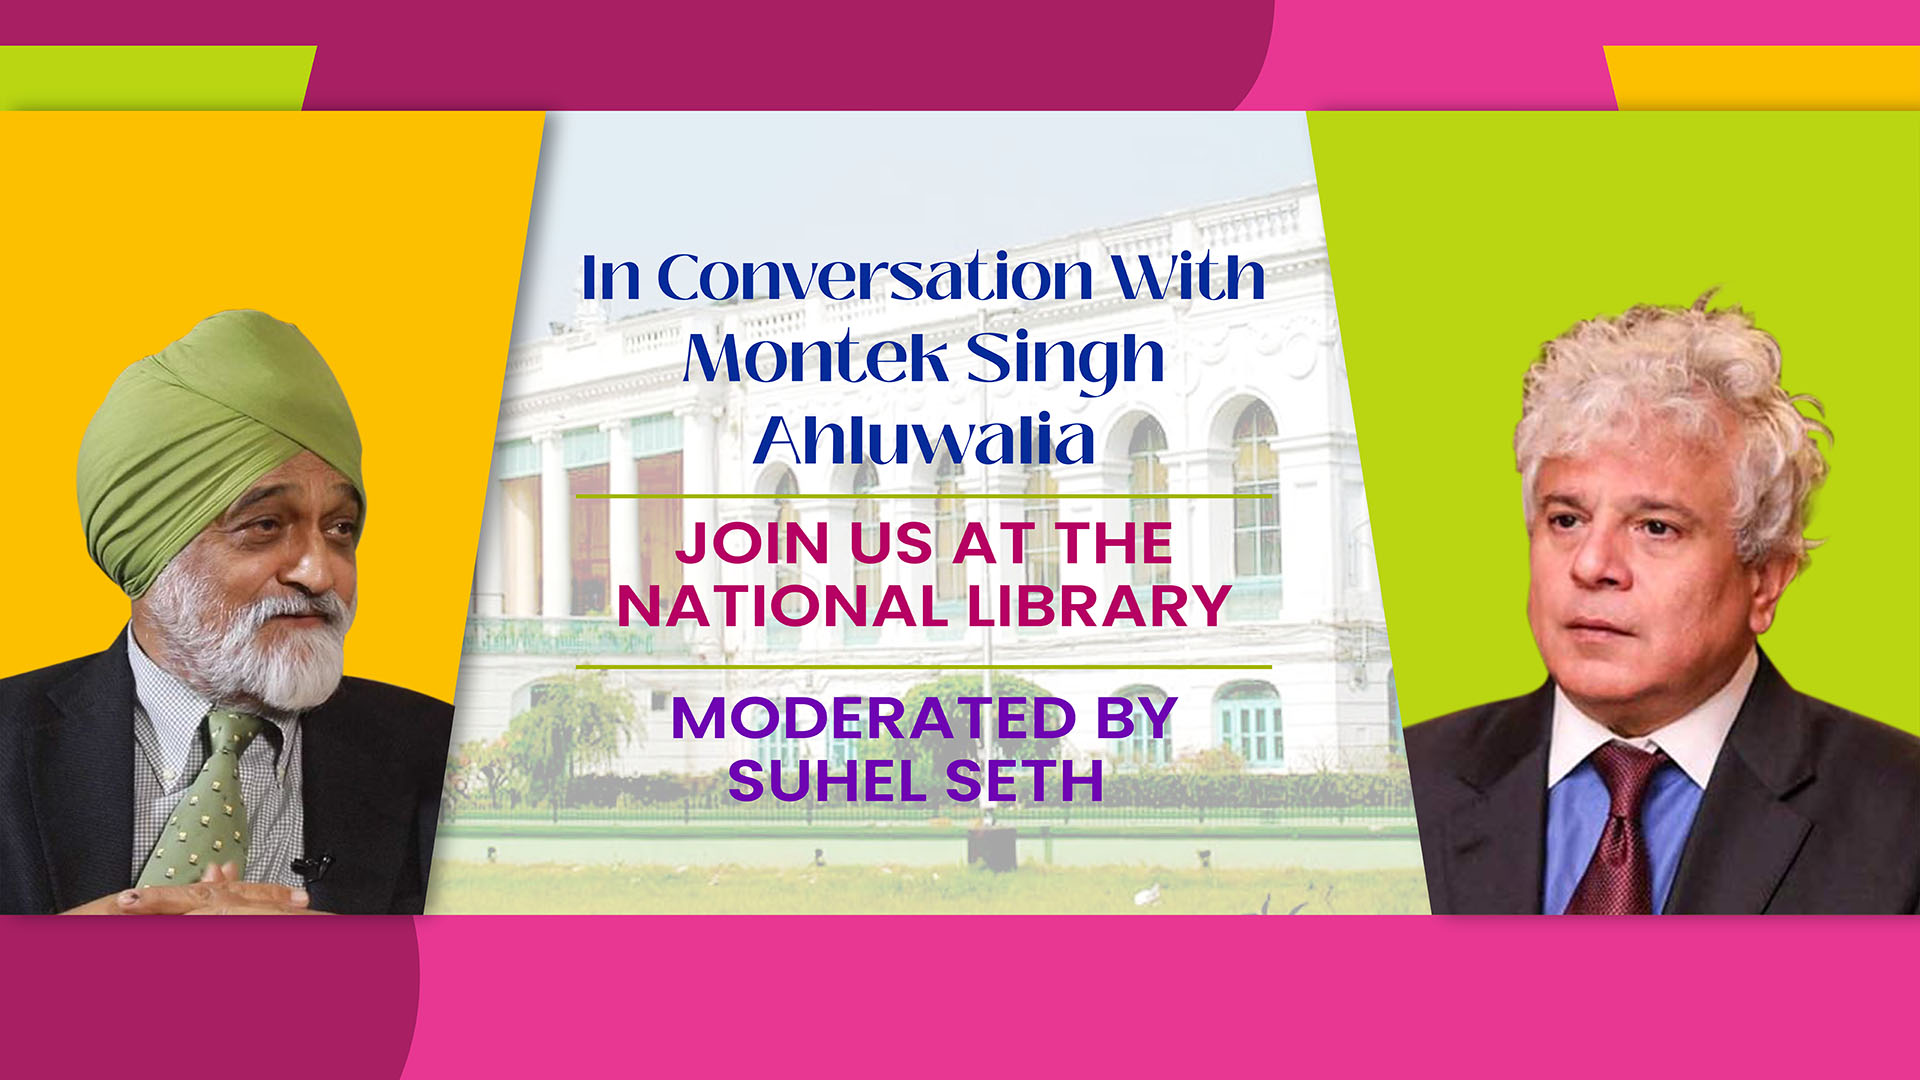 In Conversation With
Montek Singh
Ahluwalia
JOIN US AT THE
NATIONAL LIBRARY
MODERATED BY
SUHEL SETH